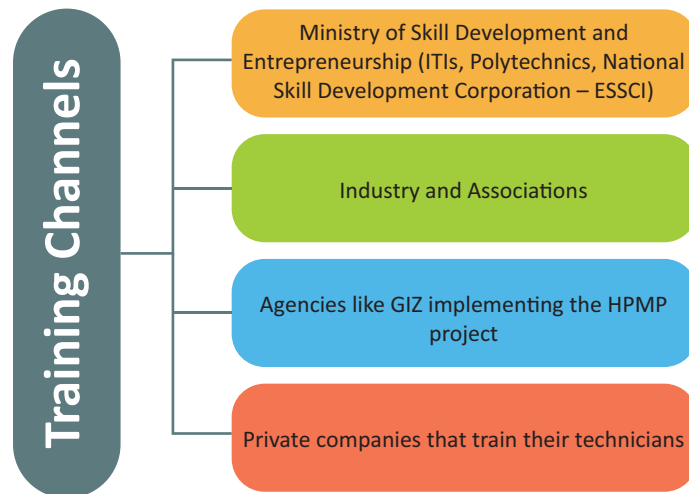 Training Channels
Ministry of Skill Development and
Entrepreneurship (ITIs, Polytechnics, National
Skill Development Corporation – ESSCI)
Industry and Associations
Agencies like GIZ implementing the HPMP
project
Private companies that train their technicians